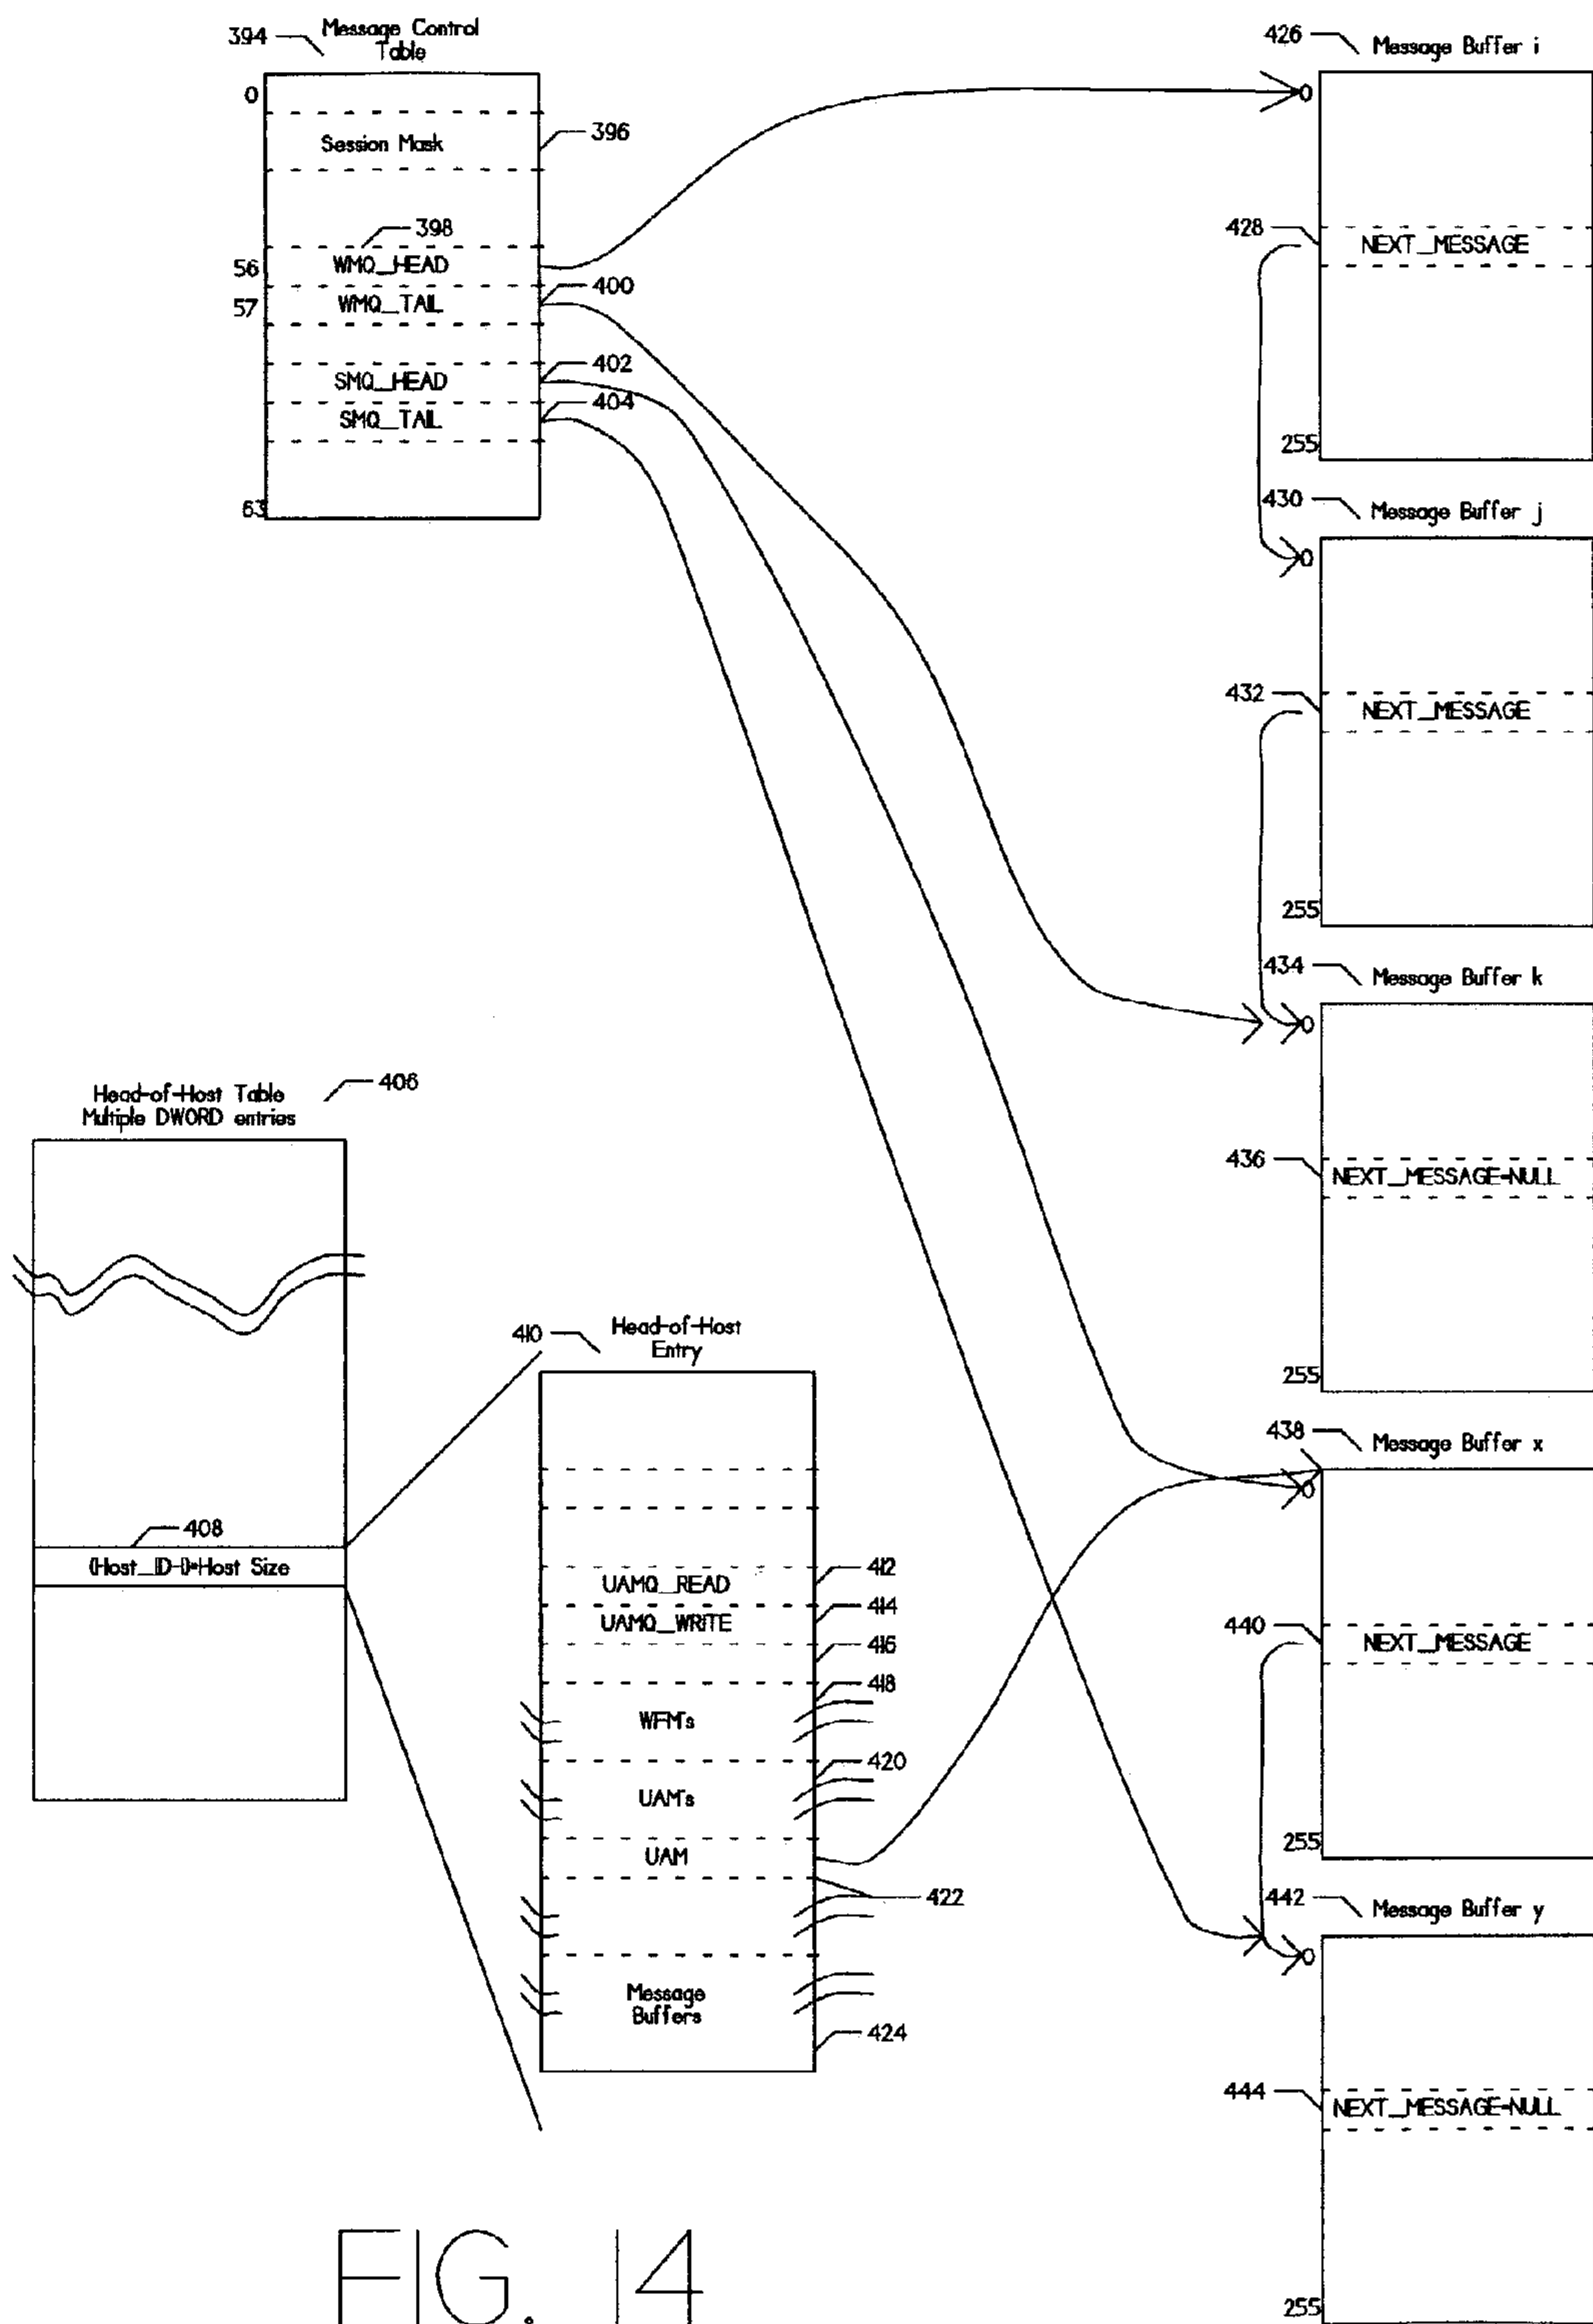 394
Message Control
Table
0
Session Mask
396
398
56
WMQ_HEAD
400
57
WMQ_TAIL
402
SMQ_HEAD
404
SMQ_TAIL
63
426
Message Buffer i
0
428
NEXT_MESSAGE
255
430
Message Buffer j
0
432
NEXT_MESSAGE
255
434
Message Buffer k
0
436
NEXT_MESSAGE=NULL
255
438
Message Buffer x
0
440
NEXT_MESSAGE
255
442
Message Buffer y
0
444
NEXT_MESSAGE=NULL
255
Head-of-Host Table
Multiple DWORD entries
406
408
(Host_ID-1)*Host Size
410
Head-of-Host
Entry
412
UAMQ_READ
414
UAMQ_WRITE
416
418
WFM's
420
UAM's
UAM
422
Message
Buffers
424
FIG. 14